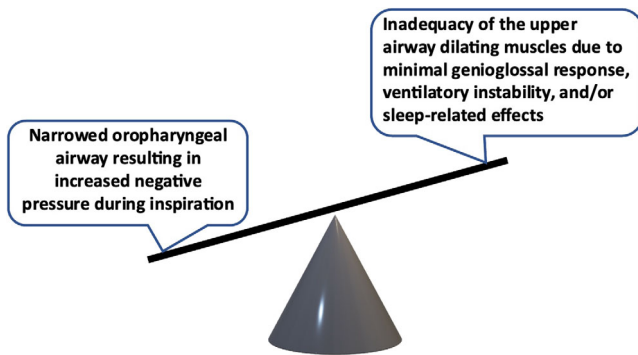 Inadequacy of the upper
airway dilating muscles due to
minimal genioglossal response,
ventilatory instability, and/or
sleep-related effects
Narrowed oropharyngeal
airway resulting in
increased negative
pressure during inspiration